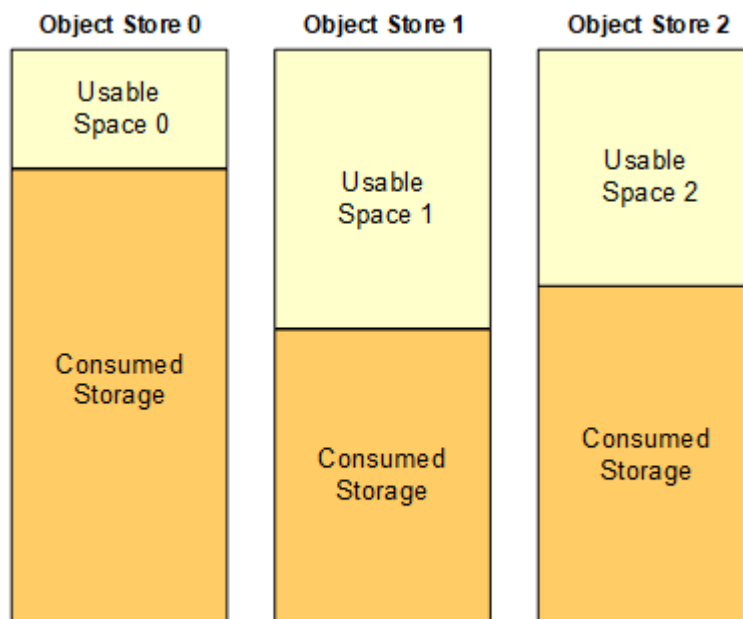 Object Store 0
Object Store 1
Object Store 2
Usable
Space 0
Usable
Space 1
Usable
Space 2
Consumed
Storage
Consumed
Storage
Consumed
Storage